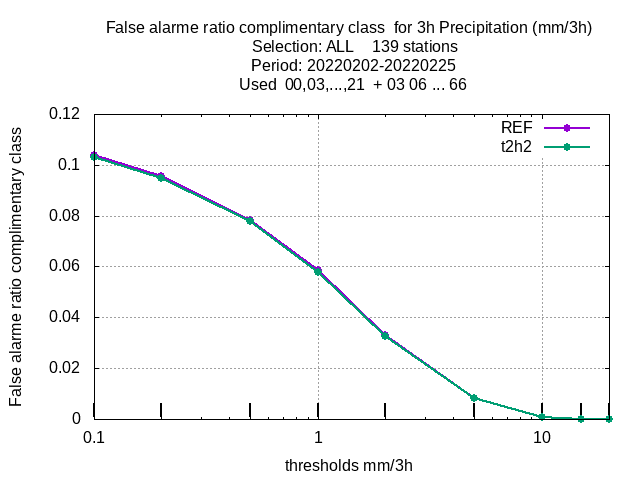 False alarme ratio complimentary class  for 3h Precipitation (mm/3h)
Selection: ALL    139 stations
Period: 20220202-20220225
Used  00,03,...,21  + 03 06 ... 66
REF
t2h2
False alarme ratio complimentary class
0.12
0.1
0.08
0.06
0.04
0.02
0
0.1
1
10
thresholds mm/3h